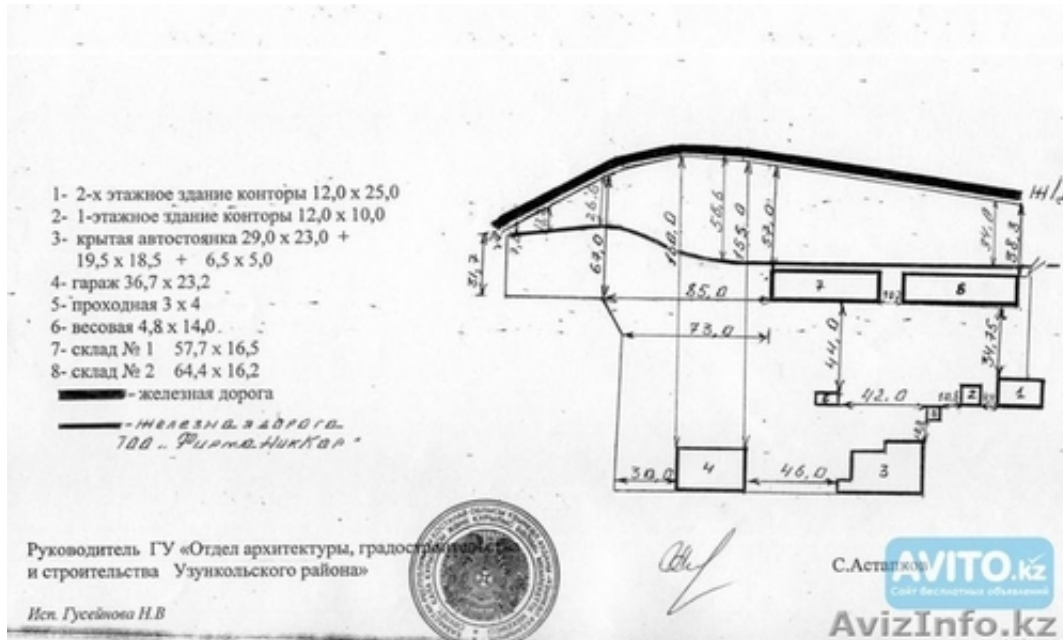 1- 2-х этажное здание конторы 12,0 х 25,0
2- 1-этажное здание конторы 12,0 х 10,0
3- крытая автостоянка 29,0 х 23,0 +
19,5 х 18,5 + 6,5 х 5,0
4- гараж 36,7 х 23,2
5- проходная 3 х 4
6- весовая 4,8 х 14,0
7- склад № 1 57,7 х 16,5
8- склад № 2 64,4 х 16,2
- железная дорога
- железная дорога
ТОО "Фирма НикКар"
Ж/
26.0
67,0
56,6
155.0
57,0
38.3
31,7
85,0
7
8
73,0
44,0
34,75
42.0
2
1
30,0
4
46,0
3
Руководитель ГУ «Отдел архитектуры, градостроительства
и строительства Узункольского района»
С.Асталков
Исп. Гусейнова Н.В
AVITO.kz
Сайт бесплатных объявлений
AvizInfo.kz